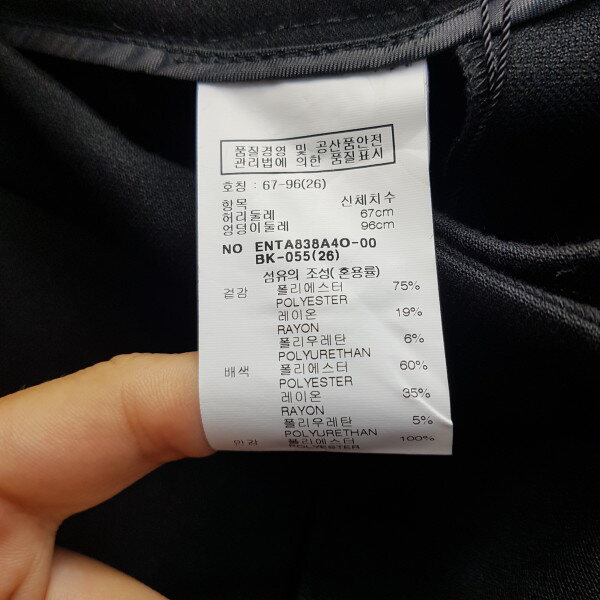 품질경영 및 공산품안전
관리법에 의한 품질표시
호칭 : 67-96(26)
항목 신체치수
허리둘레 67cm
엉덩이둘레 96cm
NO ENTA838A4O-00
BK-055(26)
섬유의 조성(혼용률)
겉감 폴리에스터 75%
POLYESTER
레이온 19%
RAYON
폴리우레탄 6%
POLYURETHAN
배색 폴리에스터 60%
POLYESTER
레이온 35%
RAYON
폴리우레탄 5%
POLYURETHAN
안감 폴리에스터 100%
POLYESTER